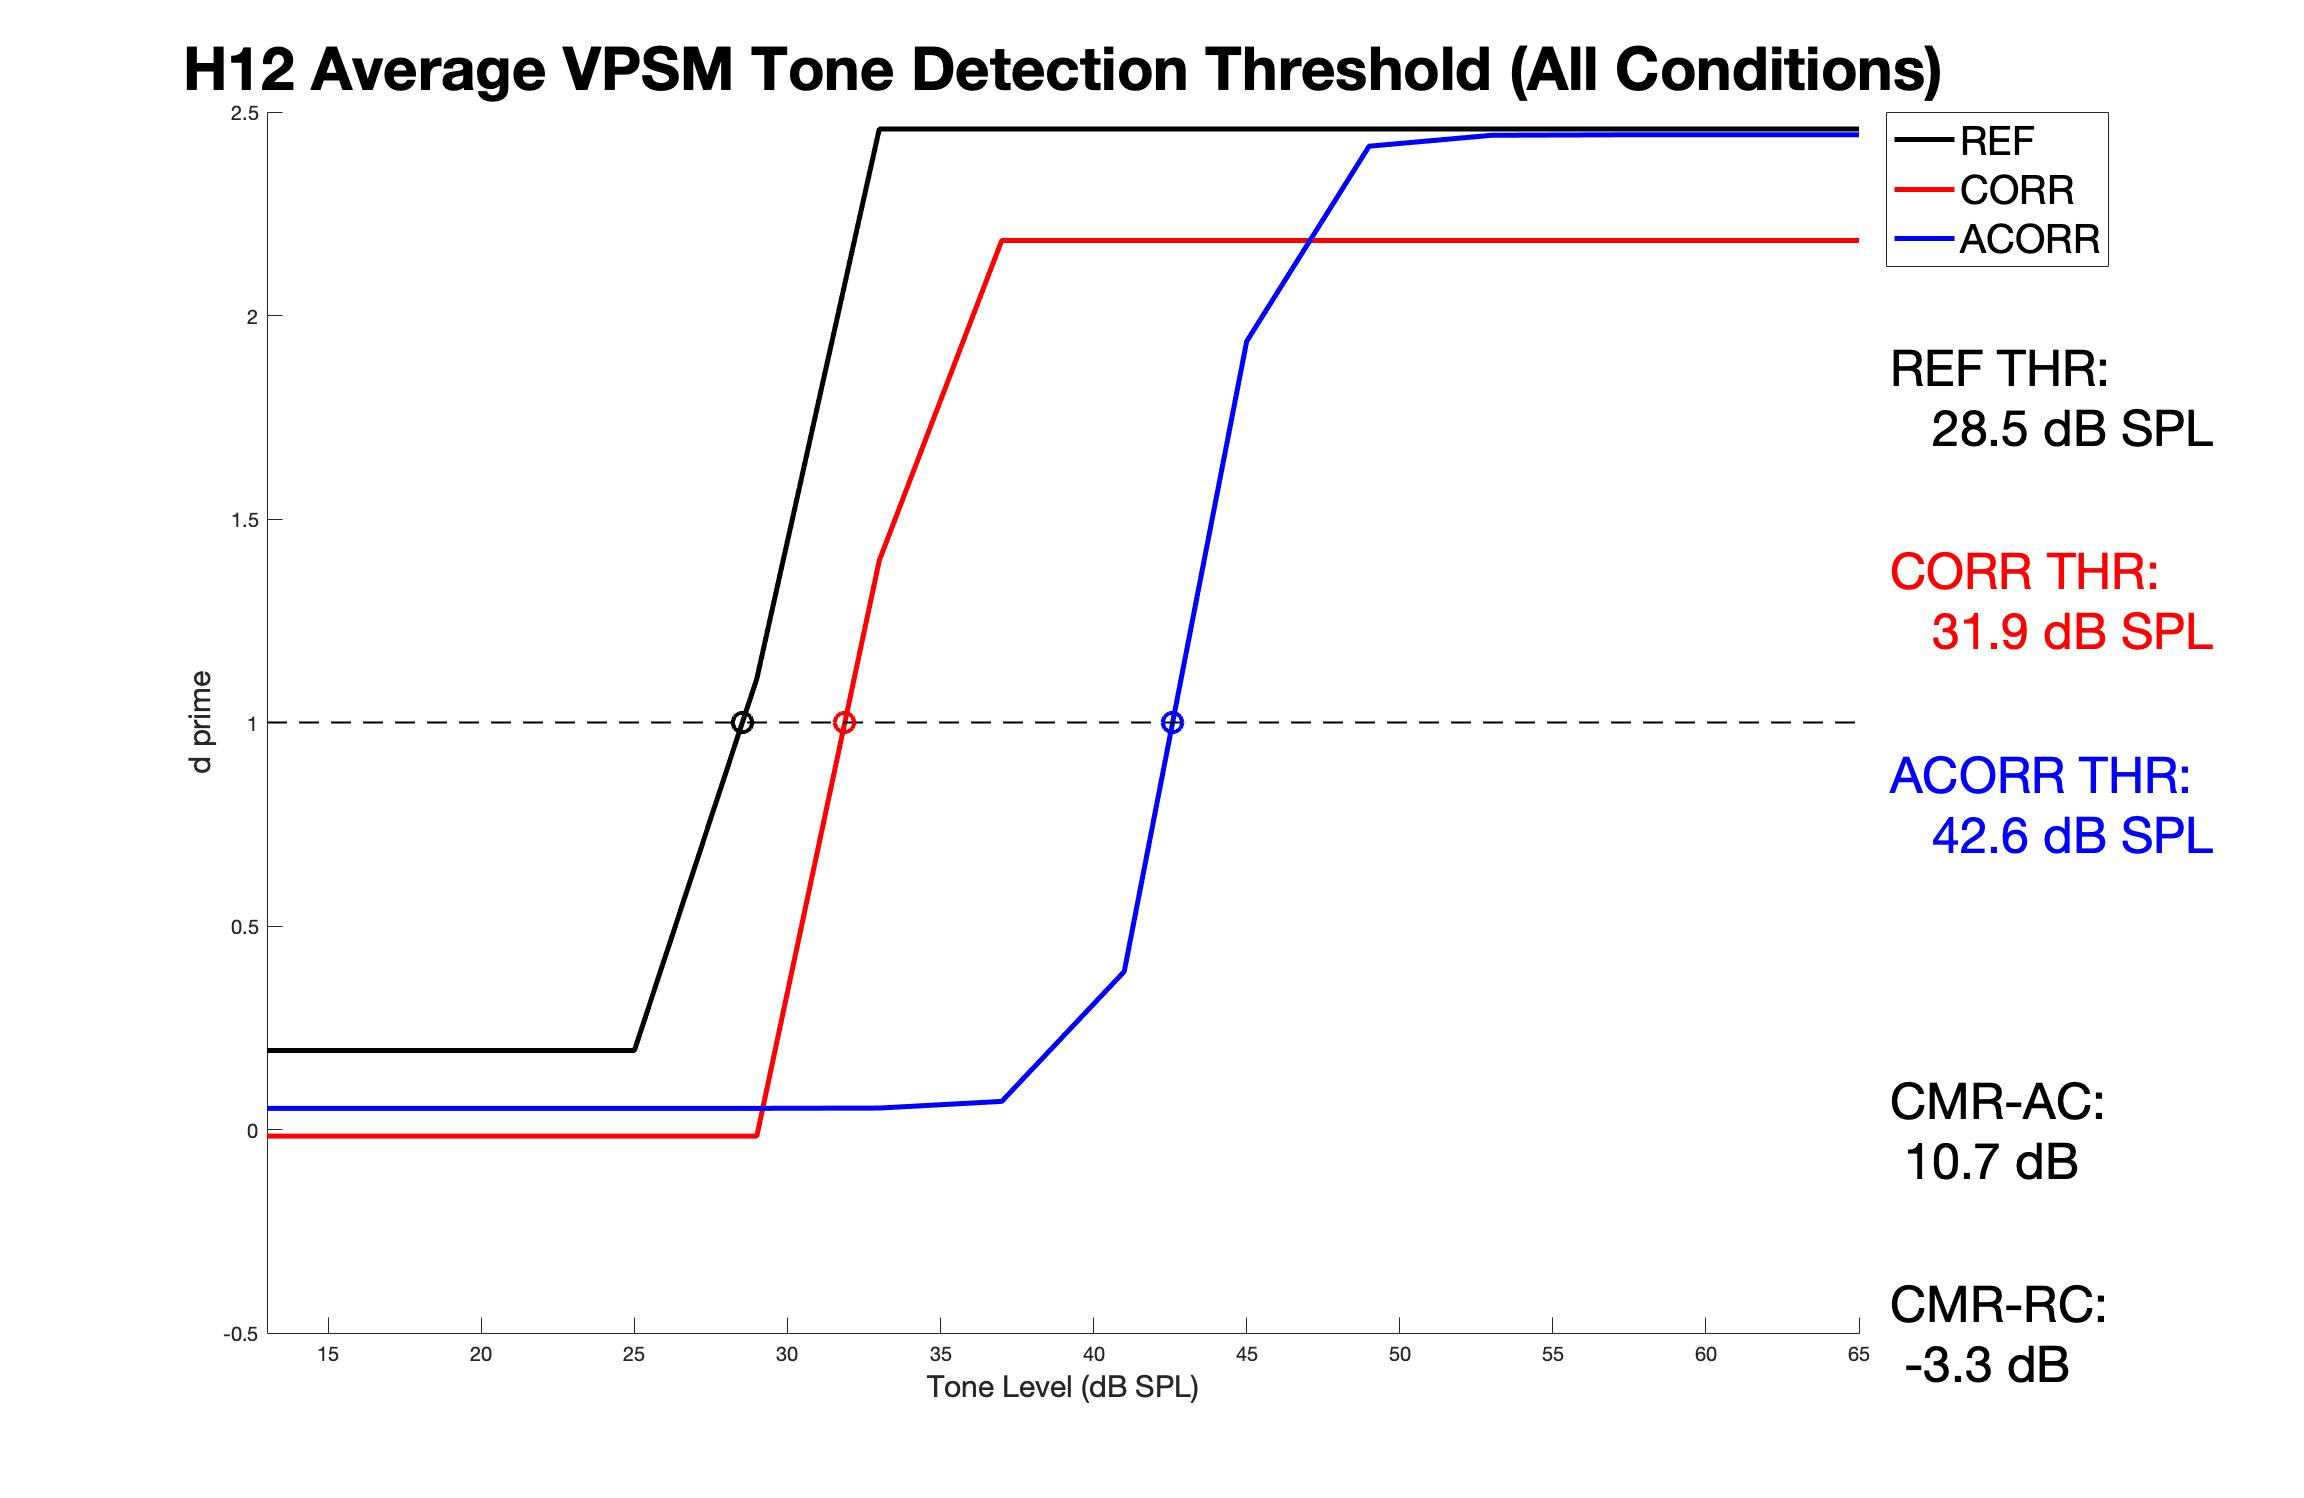 H12 Average VPSM Tone Detection Threshold (All Conditions)
2.5
2
1.5
1
0.5
0
-0.5
d prime
15 20 25 30 35 40 45 50 55 60 65
Tone Level (dB SPL)
REF
CORR
ACORR
REF THR:
28.5 dB SPL
CORR THR:
31.9 dB SPL
ACORR THR:
42.6 dB SPL
CMR-AC:
10.7 dB
CMR-RC:
-3.3 dB